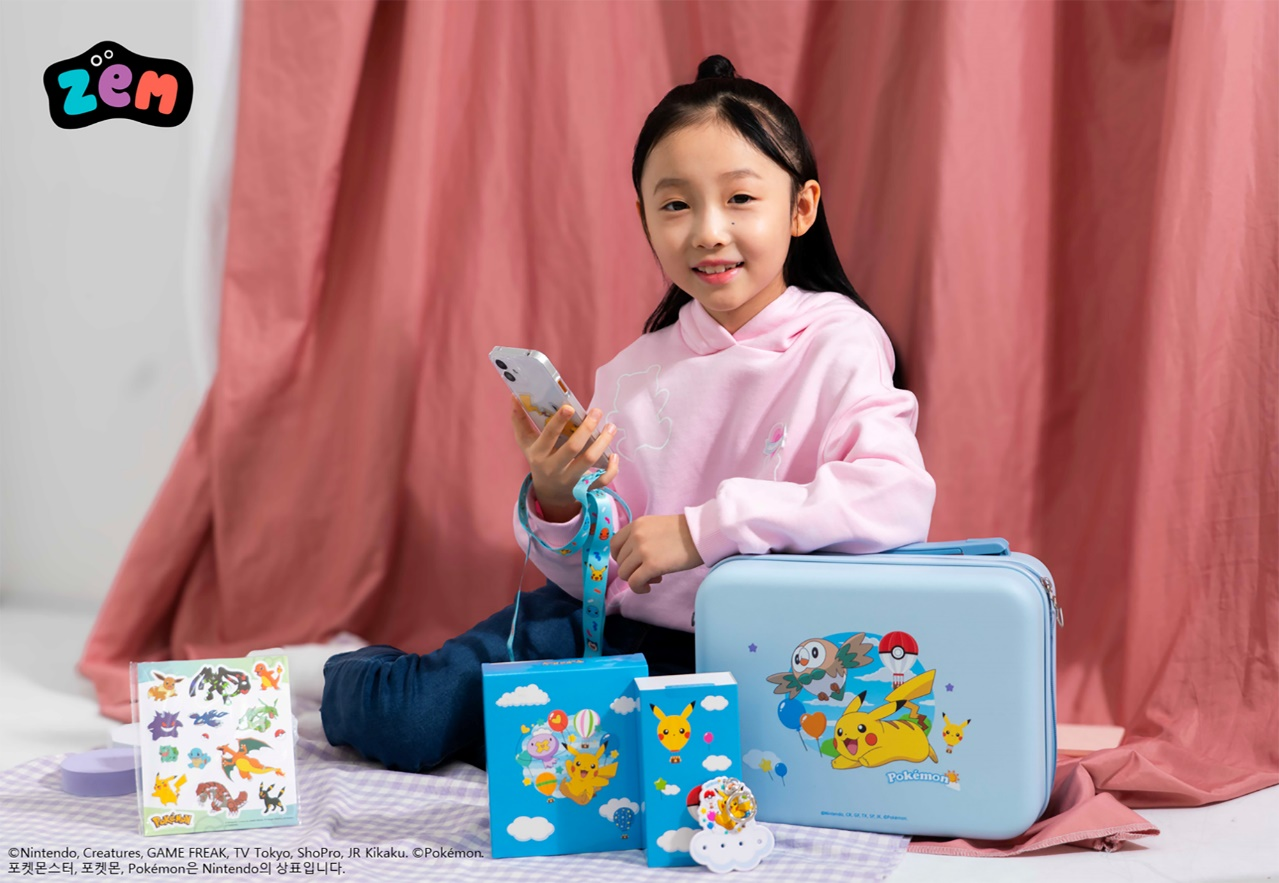 zem
Pokémon
Pokémon
©Nintendo, Creatures, GAME FREAK, TV Tokyo, ShoPro, JR Kikaku. ©Pokémon.
포켓몬스터, 포켓몬, Pokémon은 Nintendo의 상표입니다.